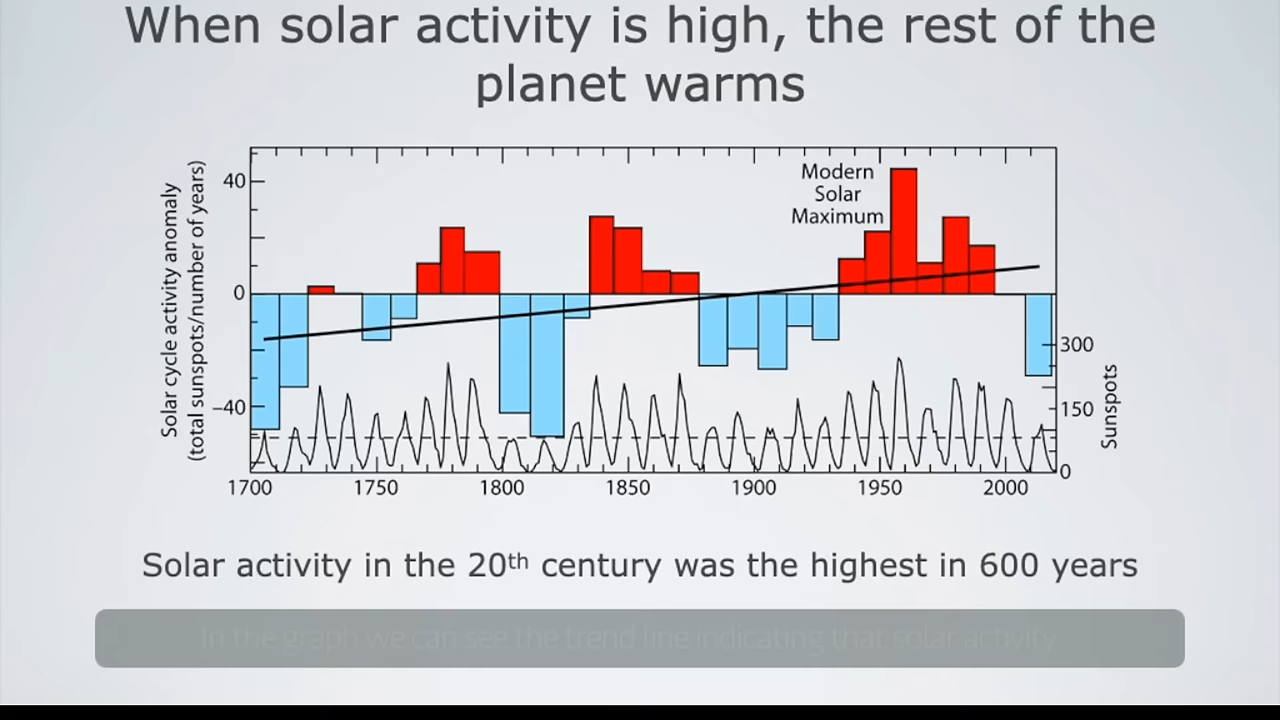 When solar activity is high, the rest of the
planet warms
Solar cycle activity anomaly
(total sunspots/number of years)
40
0
−40
Modern
Solar
Maximum
300
150
0
Sunspots
1700
1750
1800
1850
1900
1950
2000
Solar activity in the 20th century was the highest in 600 years
In the graph we can see the trend line indicating that solar activity...